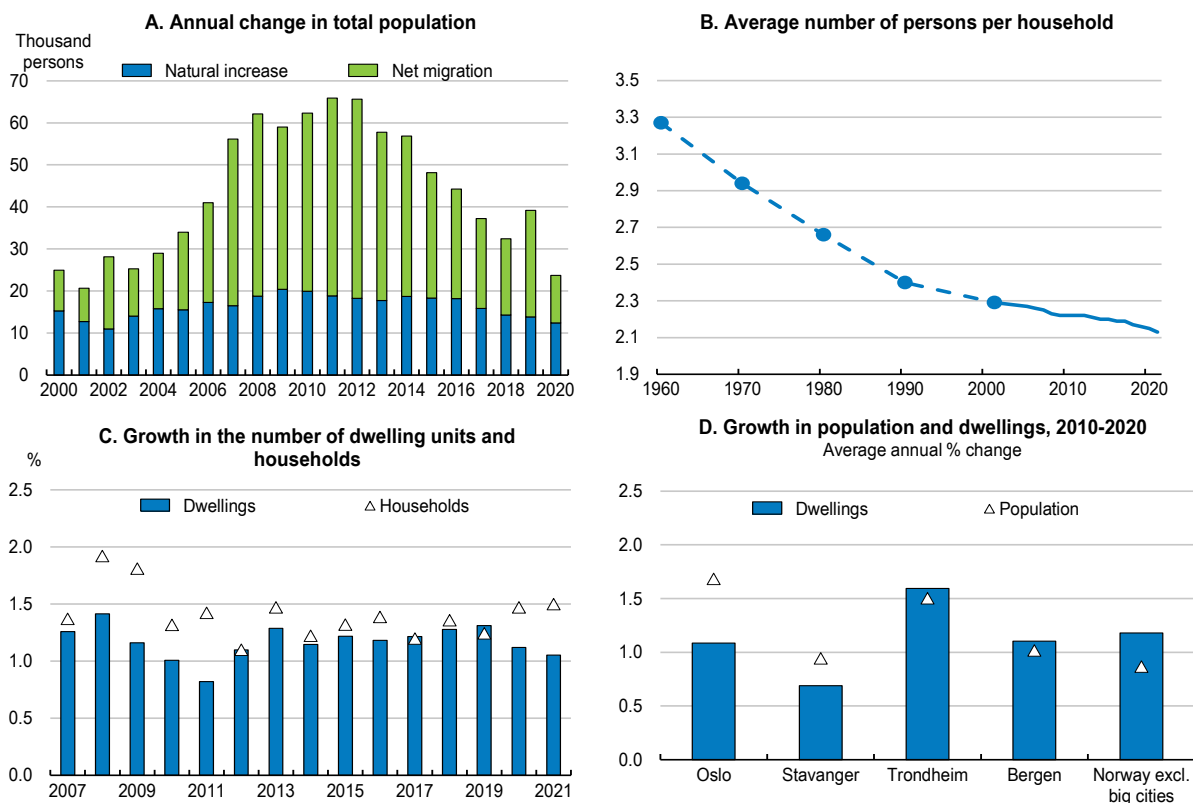 A. Annual change in total population
Thousand
persons
Natural increase
Net migration
70
60
50
40
30
20
10
0
2000 2002 2004 2006 2008 2010 2012 2014 2016 2018 2020
B. Average number of persons per household
3.5
3.3
3.1
2.9
2.7
2.5
2.3
2.1
1.9
1960 1970 1980 1990 2000 2010 2020
C. Growth in the number of dwelling units and
households
%
Dwellings
Households
2.5
2.0
1.5
1.0
0.5
0.0
2007 2009 2011 2013 2015 2017 2019 2021
D. Growth in population and dwellings, 2010-2020
Average annual % change
Dwellings
Population
2.5
2.0
1.5
1.0
0.5
0.0
Oslo Stavanger Trondheim Bergen Norway excl.
big cities